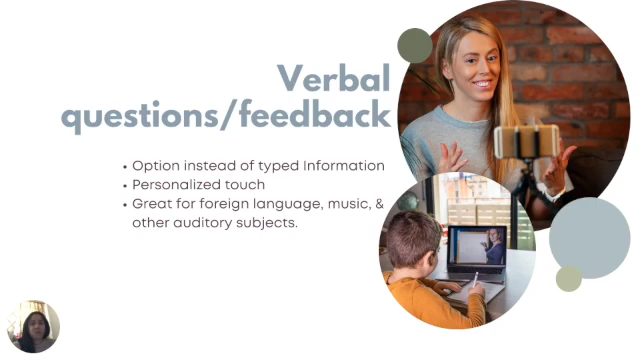 Verbal
questions/feedback
• Option instead of typed Information
• Personalized touch
• Great for foreign language, music, &
other auditory subjects.